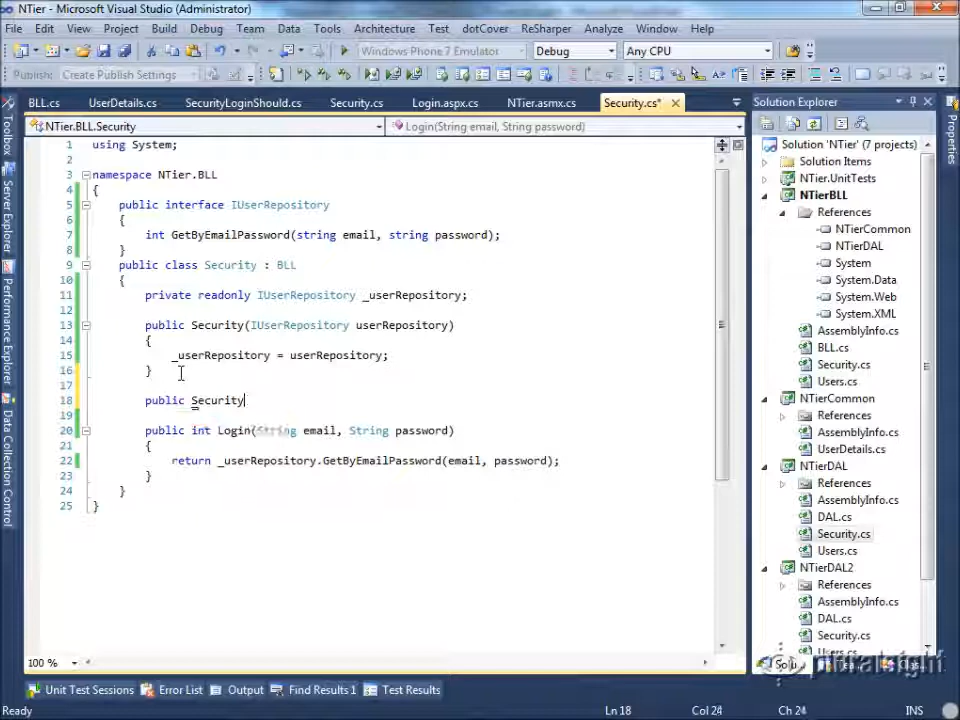 NTier - Microsoft Visual Studio (Administrator)
File Edit View Project Build Debug Team Data Tools Architecture Test dotCover ReSharper Analyze Window Help
Windows Phone 7 Emulator Debug Any CPU
Publish: Create Publish Settings
BLL.cs UserDetails.cs SecurityLoginShould.cs Security.cs Login.aspx.cs NTier.asmx.cs Security.cs*
NTier.BLL.Security Login(String email, String password)
1 using System;
2
3 namespace NTier.BLL
4 {
5 public interface IUserRepository
6 {
7 int GetByEmailPassword(string email, string password);
8 }
9 public class Security : BLL
10 {
11 private readonly IUserRepository _userRepository;
12
13 public Security(IUserRepository userRepository)
14 {
15 _userRepository = userRepository;
16 }
17
18 public Security
19
20 public int Login(String email, String password)
21 {
22 return _userRepository.GetByEmailPassword(email, password);
23 }
24 }
25 }
100 %
Toolbox
Server Explorer
Performance Explorer
Data Collection Control
Solution Explorer
Solution 'NTier' (7 projects)
Solution Items
NTier.UnitTests
NTierBLL
References
NTierCommon
NTierDAL
System
System.Data
System.Web
System.XML
AssemblyInfo.cs
BLL.cs
Security.cs
Users.cs
NTierCommon
References
AssemblyInfo.cs
UserDetails.cs
NTierDAL
References
AssemblyInfo.cs
DAL.cs
Security.cs
Users.cs
NTierDAL2
References
AssemblyInfo.cs
DAL.cs
Security.cs
Users.cs
Properties
pluralsight
Unit Test Sessions Error List Output Find Results 1 Test Results
Ready Ln 18 Col 24 Ch 24 INS